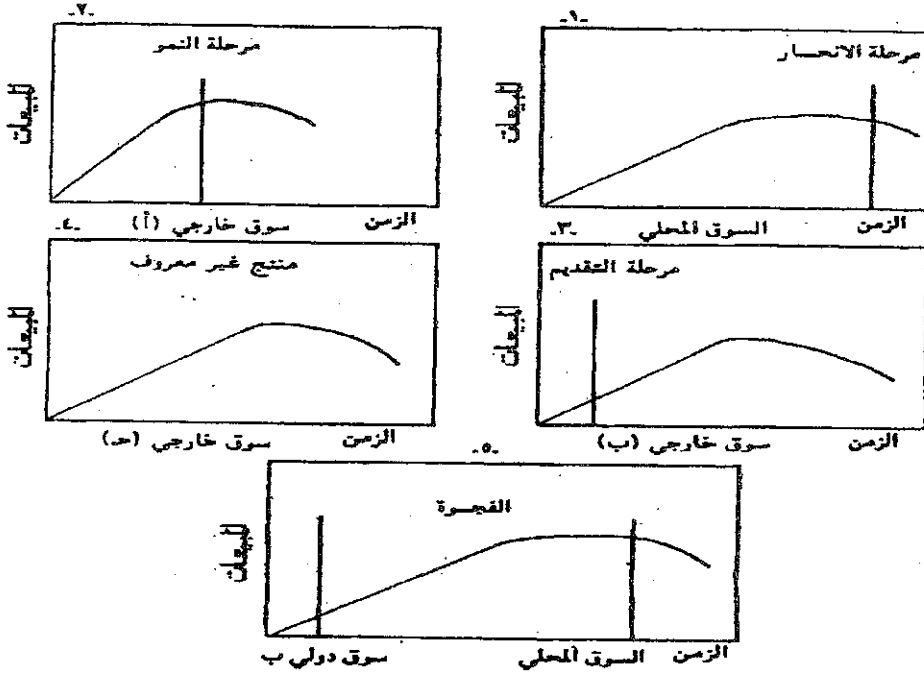 -١-
مرحلة الانحسار
المبيعات
السوق المحلي
الزمن
-٢-
مرحلة النمو
المبيعات
سوق خارجي (أ)
الزمن
-٣-
مرحلة التقديم
المبيعات
سوق خارجي (ب)
الزمن
-٤-
منتج غير معروف
المبيعات
سوق خارجي (حـ)
الزمن
-٥-
الفجوة
المبيعات
سوق دولي ب
السوق المحلي
الزمن